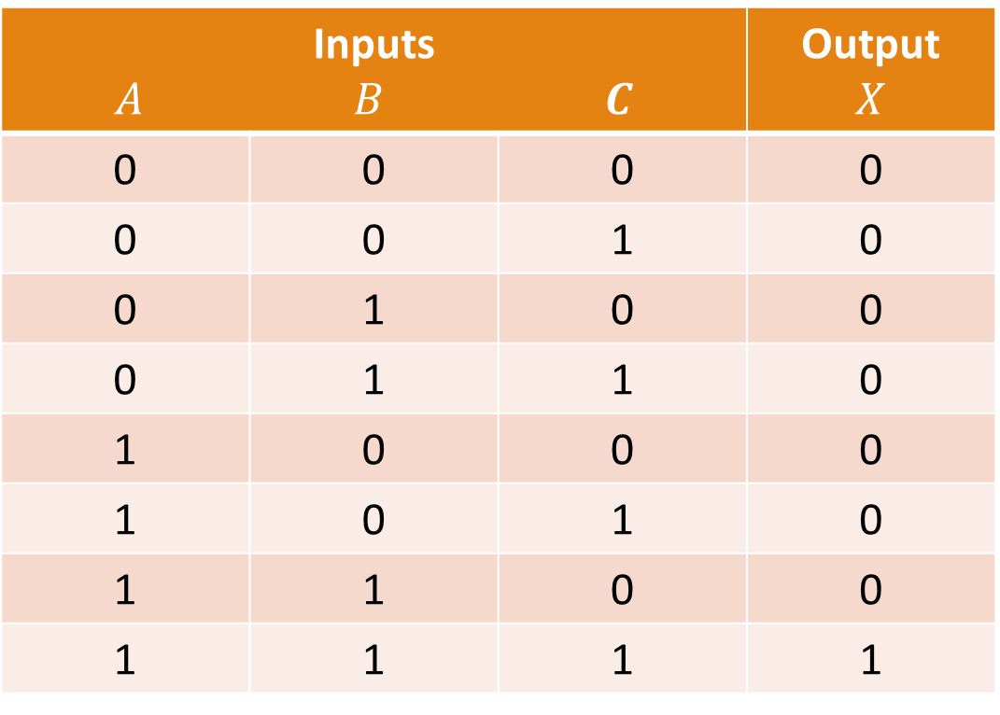 Inputs Output
A B C X
0 0 0 0
0 0 1 0
0 1 0 0
0 1 1 0
1 0 0 0
1 0 1 0
1 1 0 0
1 1 1 1